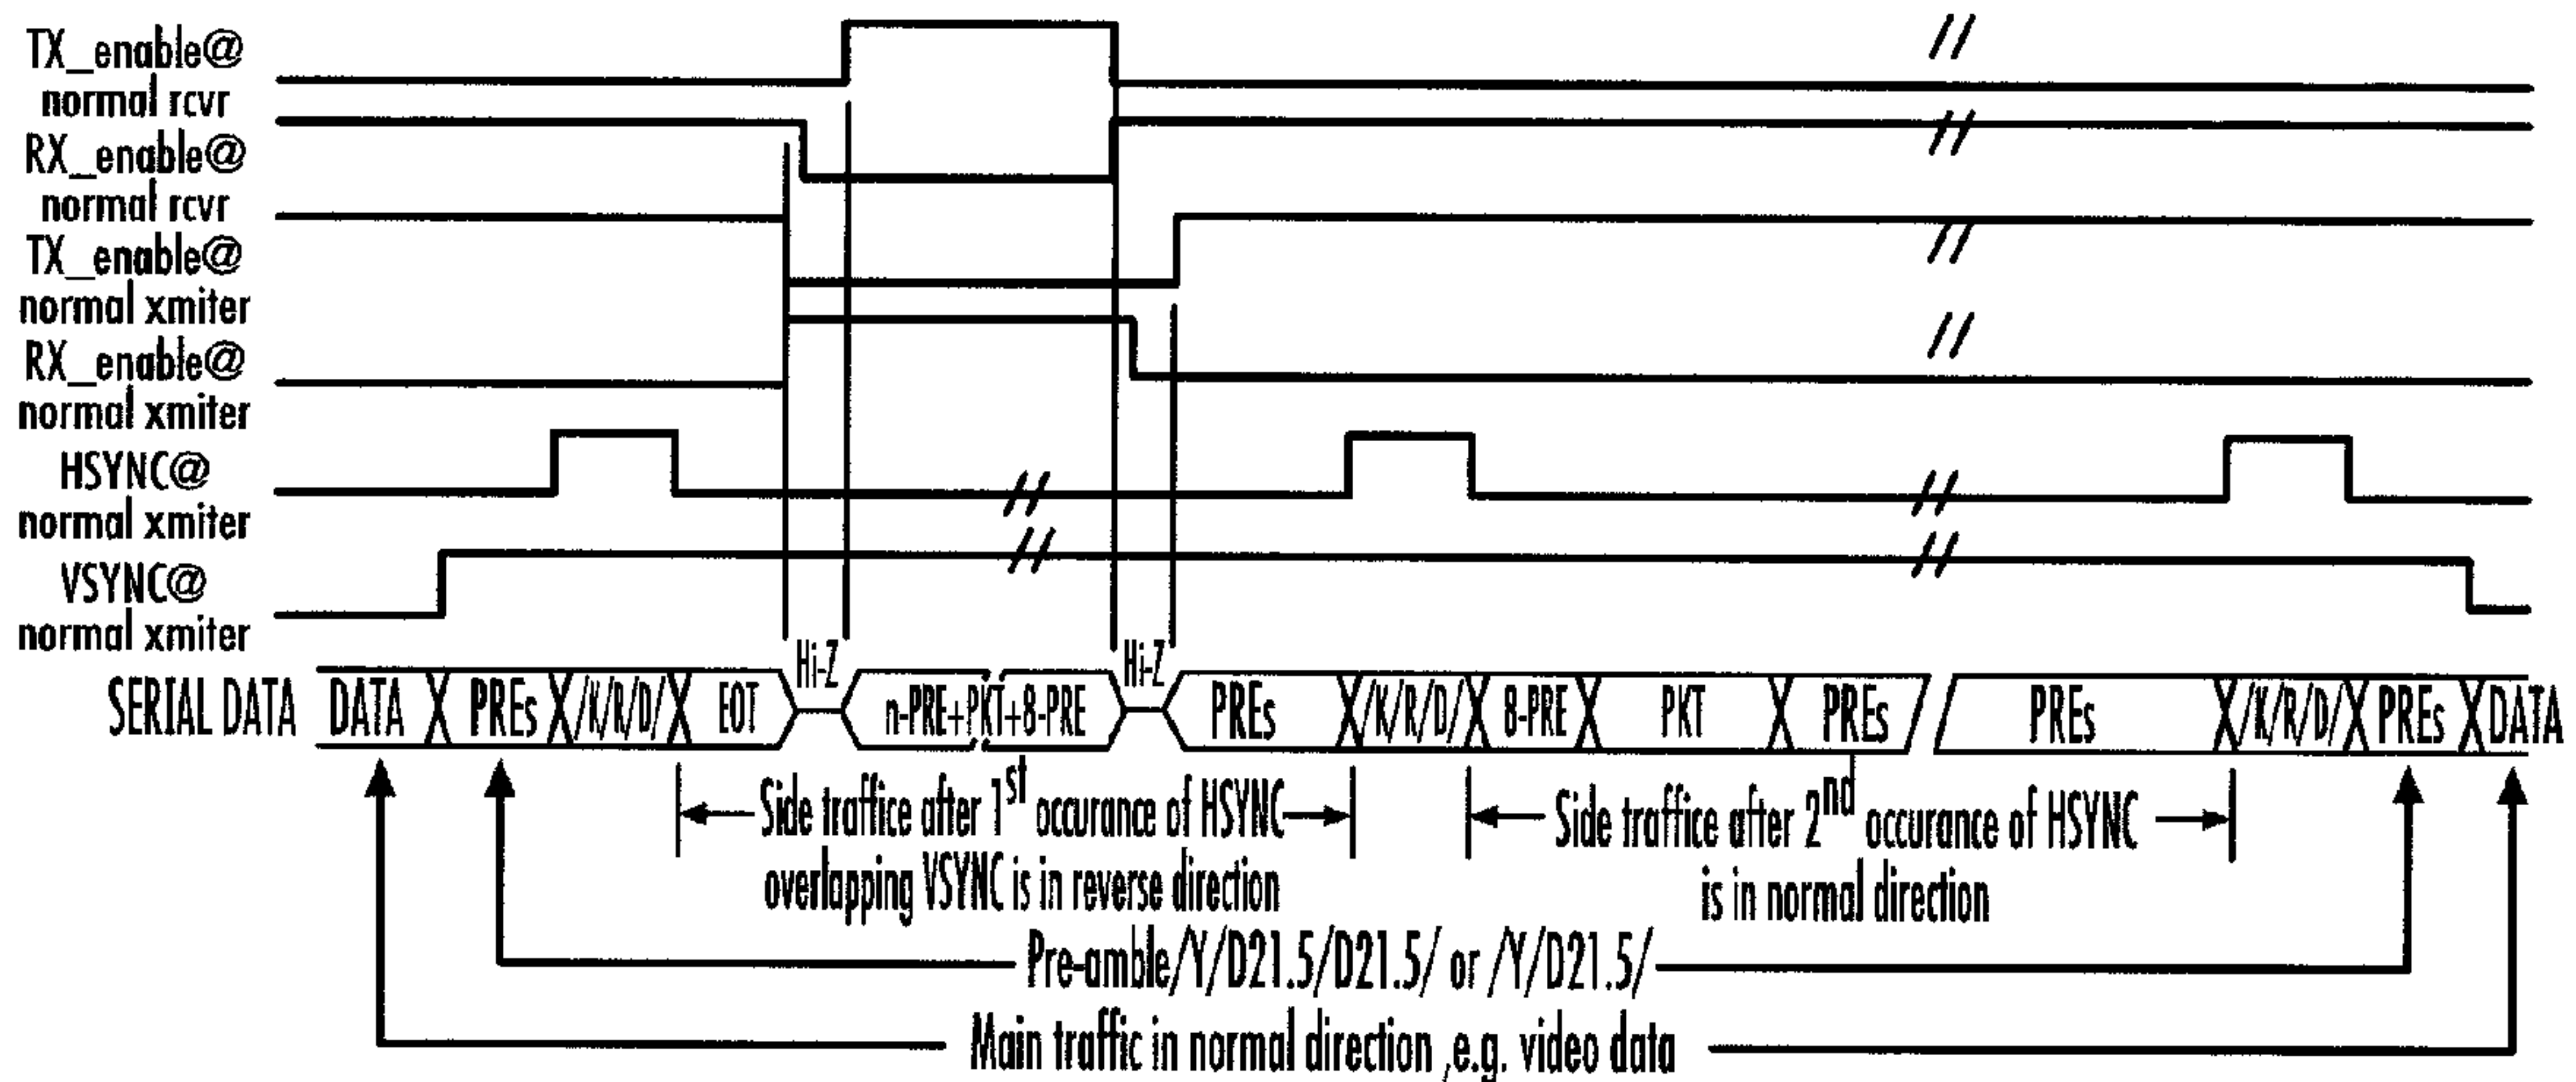 TX_enable@
normal rcvr
RX_enable@
normal rcvr
TX_enable@
normal xmiter
RX_enable@
normal xmiter
HSYNC@
normal xmiter
VSYNC@
normal xmiter
Hi-Z Hi-Z
SERIAL DATA DATA PREs /K/R/D/ EOT n-PRE+PKT+8-PRE PREs /K/R/D/ 8-PRE PKT PREs PREs /K/R/D/ PREs DATA
Side traffice after 1st occurance of HSYNC
overlapping VSYNC is in reverse direction
Side traffice after 2nd occurance of HSYNC
is in normal direction
Pre-amble/Y/D21.5/D21.5/ or /Y/D21.5/
Main traffic in normal direction ,e.g. video data